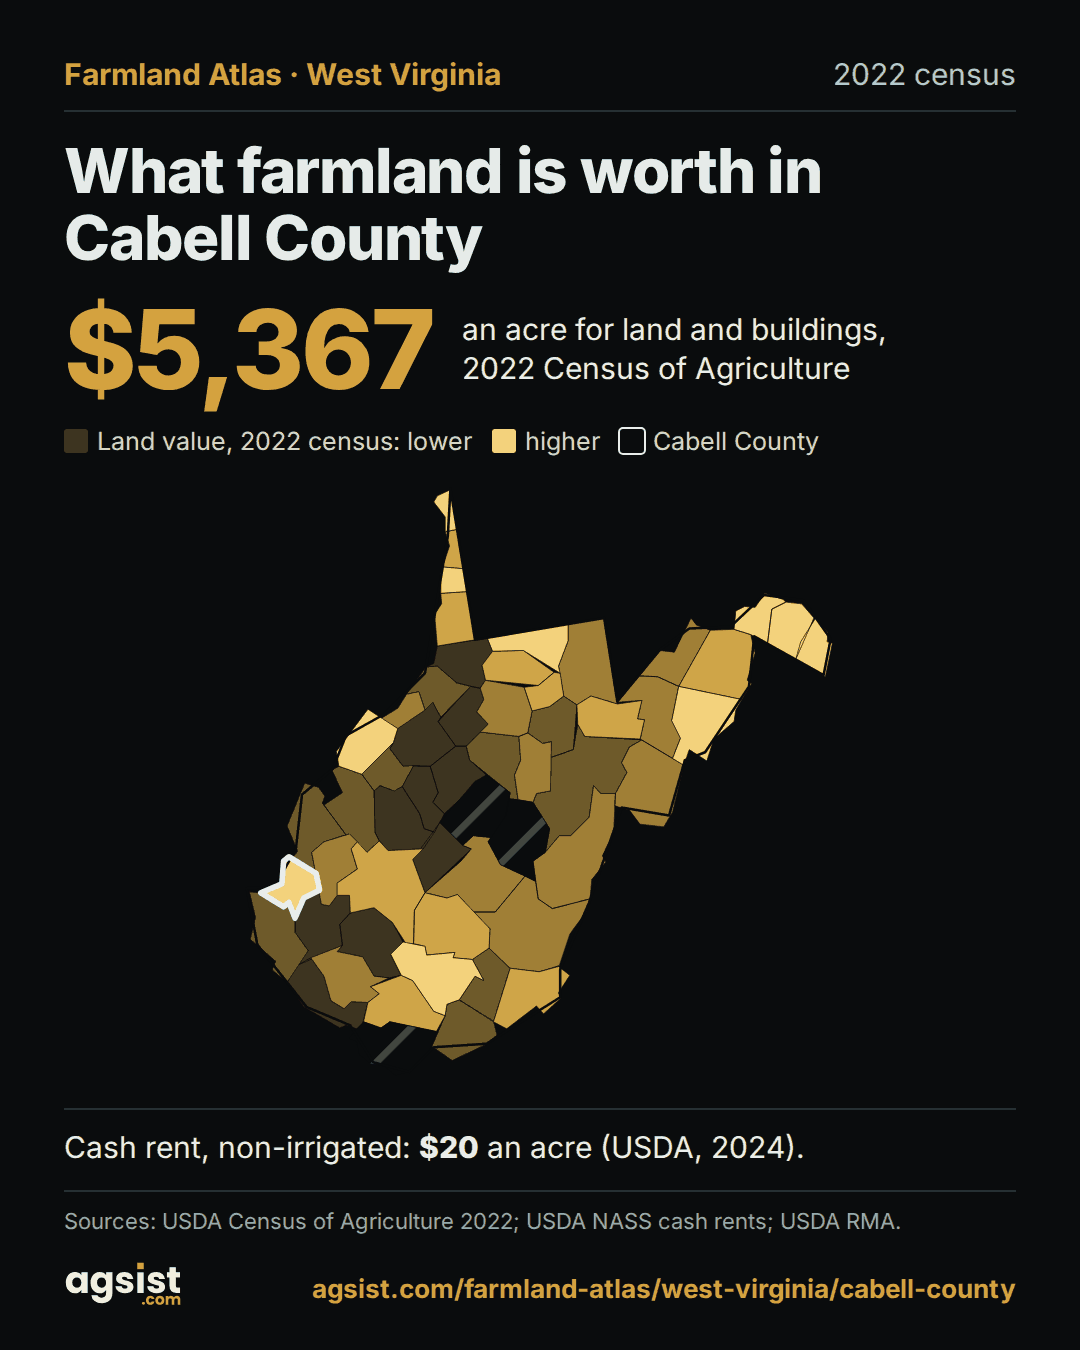 Farmland Atlas · West Virginia
2022 census
What farmland is worth in
Cabell County
$5,367
an acre for land and buildings,
2022 Census of Agriculture
Land value, 2022 census: lower
higher
Cabell County
Cash rent, non-irrigated: $20 an acre (USDA, 2024).
Sources: USDA Census of Agriculture 2022; USDA NASS cash rents; USDA RMA.
agsist
.com
agsist.com/farmland-atlas/west-virginia/cabell-county